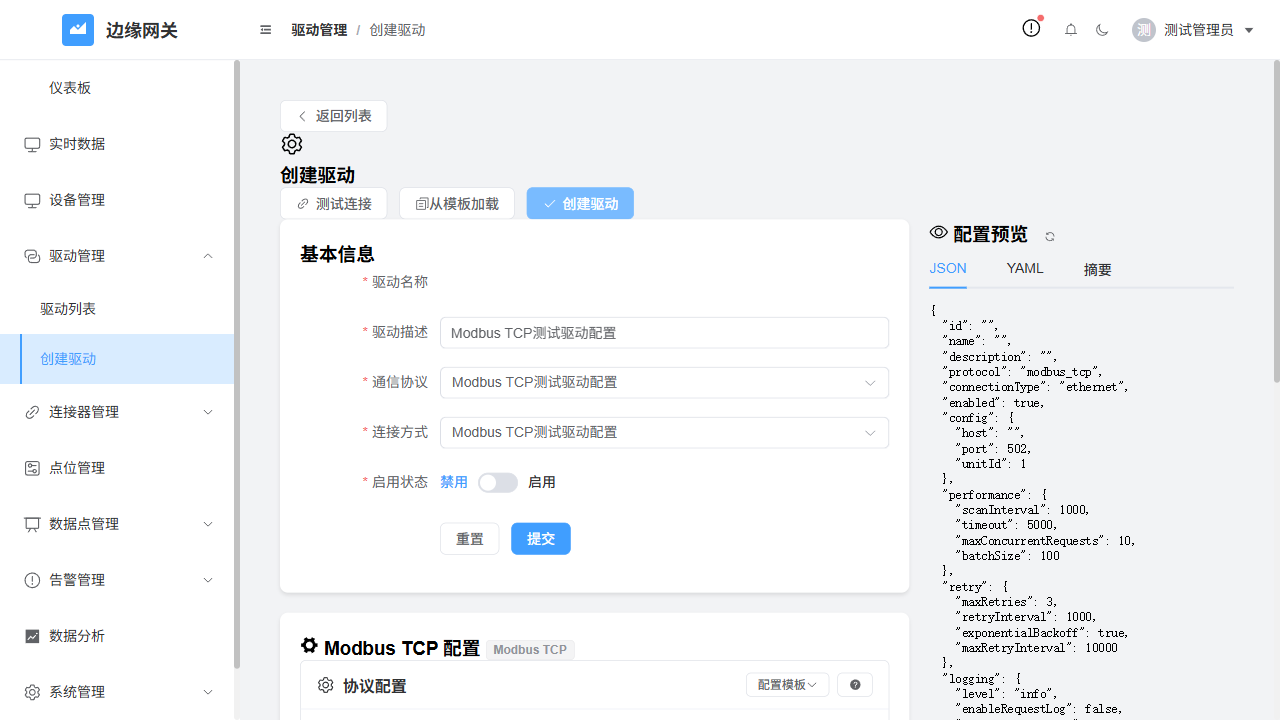 边缘网关
驱动管理 / 创建驱动
测 测试管理员
仪表板
实时数据
设备管理
驱动管理
驱动列表
创建驱动
连接器管理
点位管理
数据点管理
告警管理
数据分析
系统管理
返回列表
创建驱动
测试连接
从模板加载
创建驱动
基本信息
* 驱动名称
* 驱动描述 Modbus TCP测试驱动配置
* 通信协议 Modbus TCP测试驱动配置
* 连接方式 Modbus TCP测试驱动配置
* 启用状态 禁用 启用
重置 提交
Modbus TCP 配置 Modbus TCP
协议配置 配置模板
配置预览
JSON YAML 摘要
{
"id": "",
"name": "",
"description": "",
"protocol": "modbus_tcp",
"connectionType": "ethernet",
"enabled": true,
"config": {
"host": "",
"port": 502,
"unitId": 1
},
"performance": {
"scanInterval": 1000,
"timeout": 5000,
"maxConcurrentRequests": 10,
"batchSize": 100
},
"retry": {
"maxRetries": 3,
"retryInterval": 1000,
"exponentialBackoff": true,
"maxRetryInterval": 10000
},
"logging": {
"level": "info",
"enableRequestLog": false,